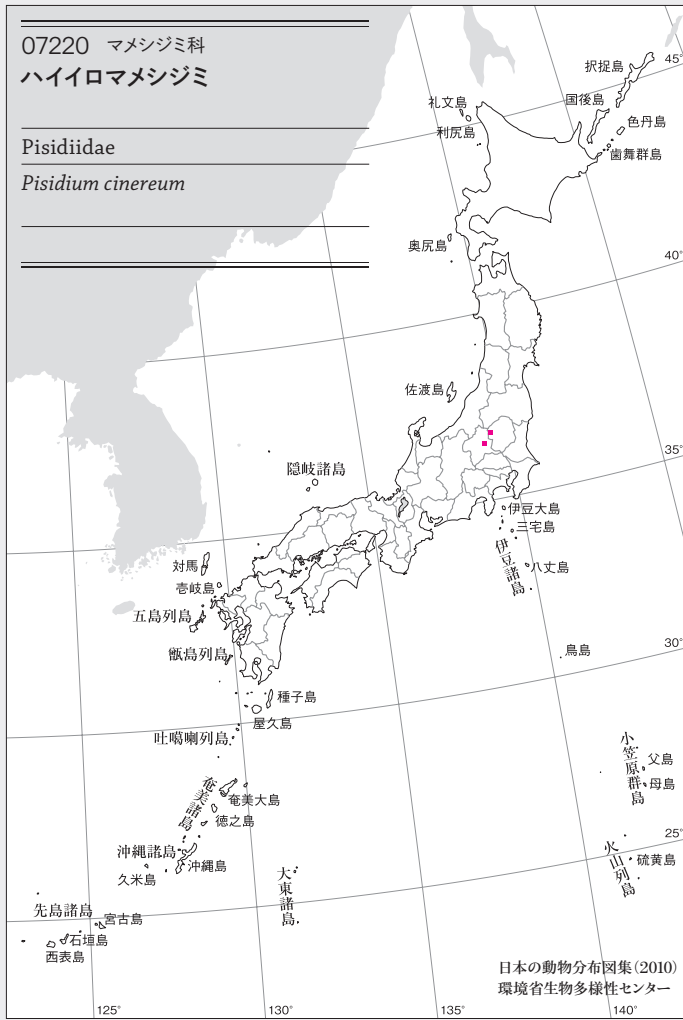 07220 マメシジミ科
ハイイロマメシジミ
Pisidiidae
Pisidium cinereum
択捉島
45°
国後島
礼文島
色丹島
利尻島
歯舞群島
奥尻島
40°
佐渡島
35°
隠岐諸島
伊豆大島
三宅島
伊豆諸島
八丈島
対馬
壱岐島
五島列島
甑島列島
鳥島
30°
種子島
屋久島
吐噶喇列島
小笠原群島
父島
母島
奄美諸島
奄美大島
徳之島
25°
沖縄諸島
沖縄島
久米島
火山列島
硫黄島
大東諸島
先島諸島
宮古島
石垣島
西表島
日本の動物分布図集(2010)
環境省生物多様性センター
125°
130°
135°
140°